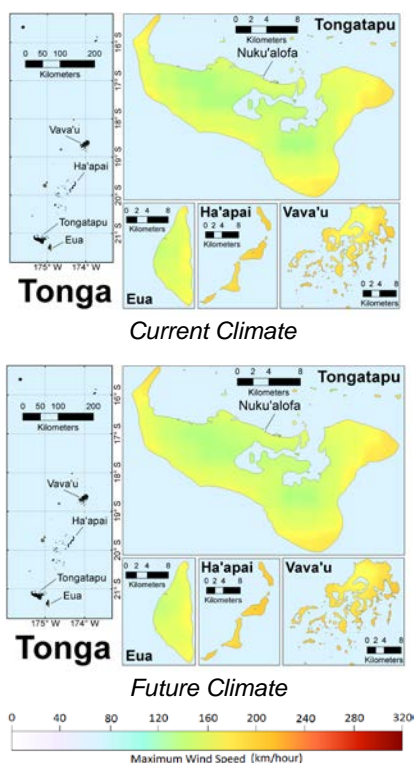 0 2 4 8
Kilometers
Tongatapu
Nuku'alofa
0 50 100 200
Kilometers
16° S
17° S
18° S
19° S
20° S
21° S
Vava'u
Ha'apai
Tongatapu
Eua
175° W 174° W
Tonga
0 2 4 8
Kilometers
Eua
Ha'apai
0 2 4 8
Kilometers
Vava'u
0 2 4 8
Kilometers
Current Climate
0 2 4 8
Kilometers
Tongatapu
Nuku'alofa
0 50 100 200
Kilometers
16° S
17° S
18° S
19° S
20° S
21° S
Vava'u
Ha'apai
Tongatapu
Eua
175° W 174° W
Tonga
0 2 4 8
Kilometers
Eua
Ha'apai
0 2 4 8
Kilometers
Vava'u
0 2 4 8
Kilometers
Future Climate
0 40 80 120 160 200 240 280 320
Maximum Wind Speed (km/hour)